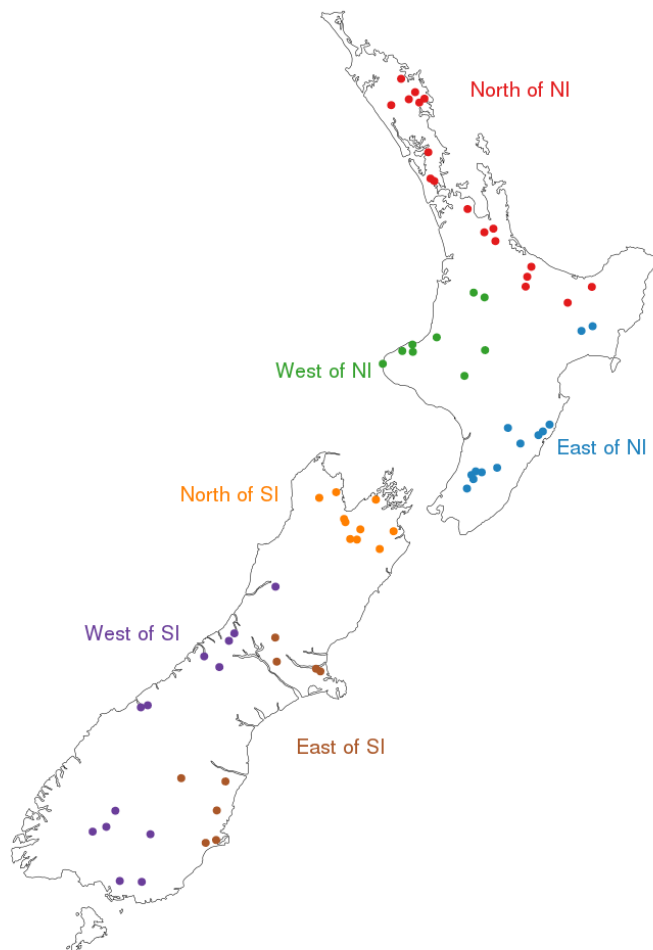 North of NI
West of NI
East of NI
North of SI
West of SI
East of SI